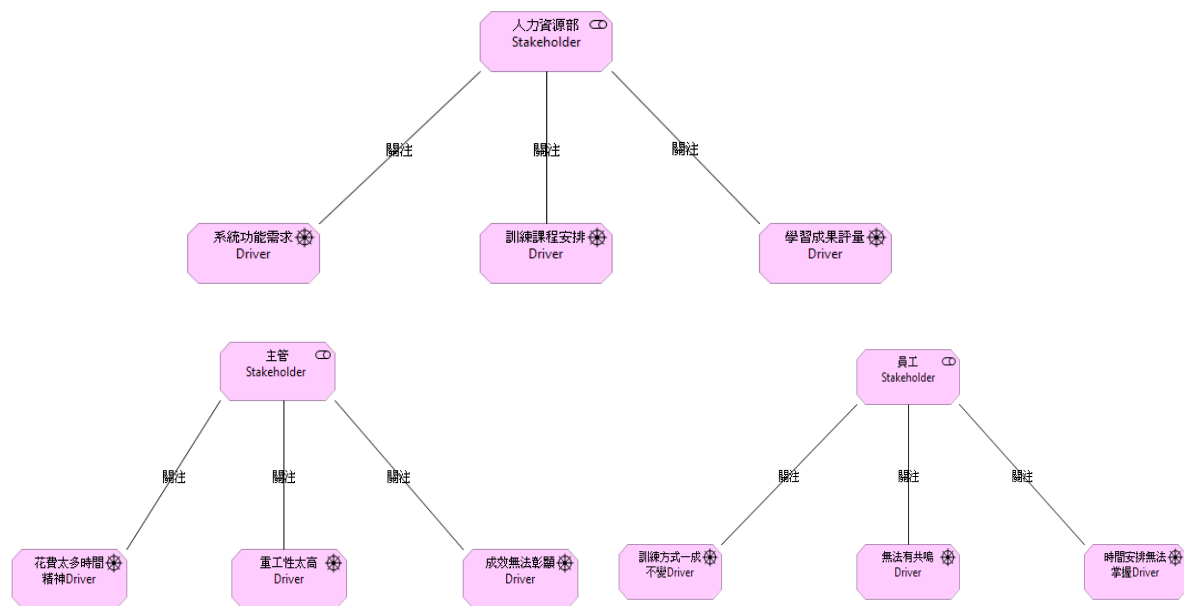 人力資源部
Stakeholder
關注
關注
關注
系統功能需求
Driver
訓練課程安排
Driver
學習成果評量
Driver
主管
Stakeholder
關注
關注
關注
花費太多時間
精神Driver
重工性太高
Driver
成效無法彰顯
Driver
員工
Stakeholder
關注
關注
關注
訓練方式一成
不變Driver
無法有共鳴
Driver
時間安排無法
掌握Driver